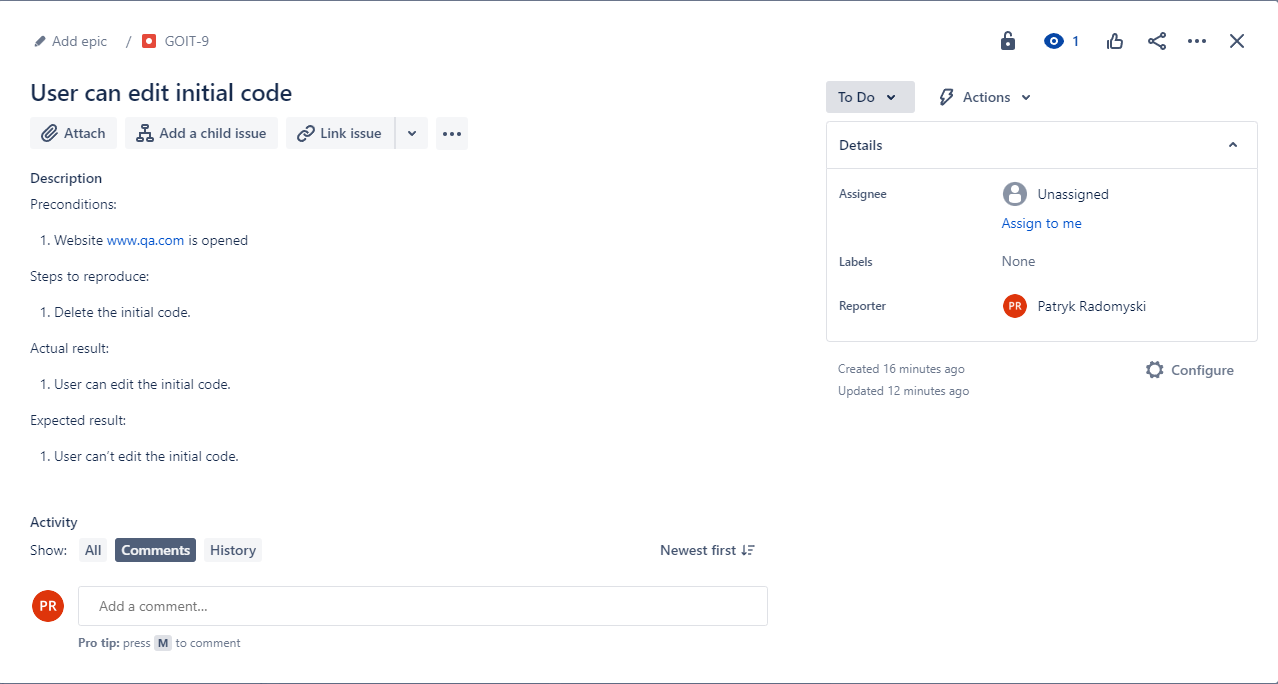 Add epic / GOIT-9
1
User can edit initial code
To Do
Actions
Attach
Add a child issue
Link issue
Details
Description
Preconditions:
Assignee
Unassigned
Assign to me
1. Website www.qa.com is opened
Labels
None
Steps to reproduce:
1. Delete the initial code.
Reporter
PR
Patryk Radomyski
Actual result:
Created 16 minutes ago
Configure
1. User can edit the initial code.
Updated 12 minutes ago
Expected result:
1. User can’t edit the initial code.
Activity
Show: All Comments History
Newest first
PR
Add a comment...
Pro tip: press M to comment